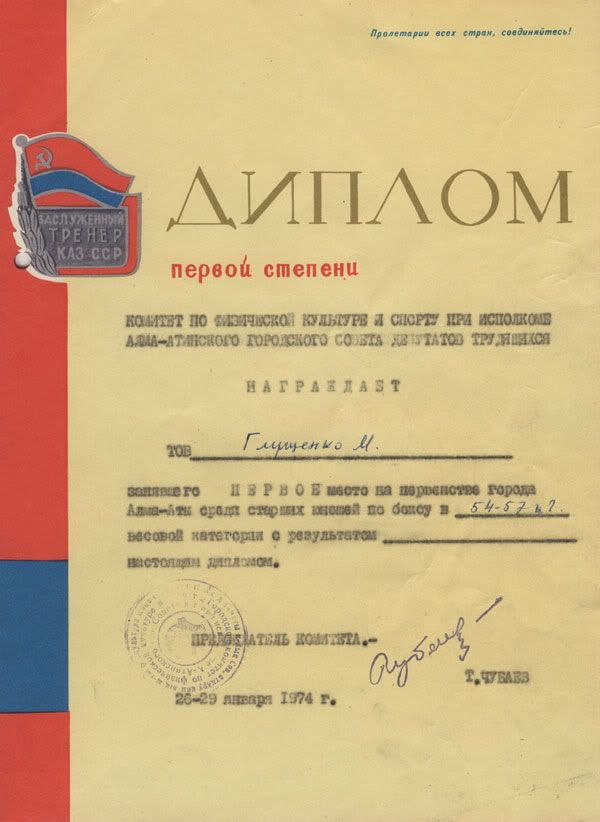 Пролетарии всех стран, соединяйтесь!
ЗАСЛУЖЕННЫЙ
ТРЕНЕР
КАЗ ССР
ДИПЛОМ
первой степени
КОМИТЕТ ПО ФИЗИЧЕСКОЙ КУЛЬТУРЕ И СПОРТУ ПРИ ИСПОЛКОМЕ
АЛМА-АТИНСКОГО ГОРОДСКОГО СОВЕТА ДЕПУТАТОВ ТРУДЯЩИХСЯ
НАГРАЖДАЕТ
ТОВ Глущенко М.
занявшего ПЕРВОЕ место на первенстве города
Алма-Аты среди старших юношей по боксу в 54-57 кг.
весовой категории с результатом
настоящим дипломом.
ПРЕДСЕДАТЕЛЬ КОМИТЕТА.-
Т.ЧУБАЕВ
26-29 января 1974 г.